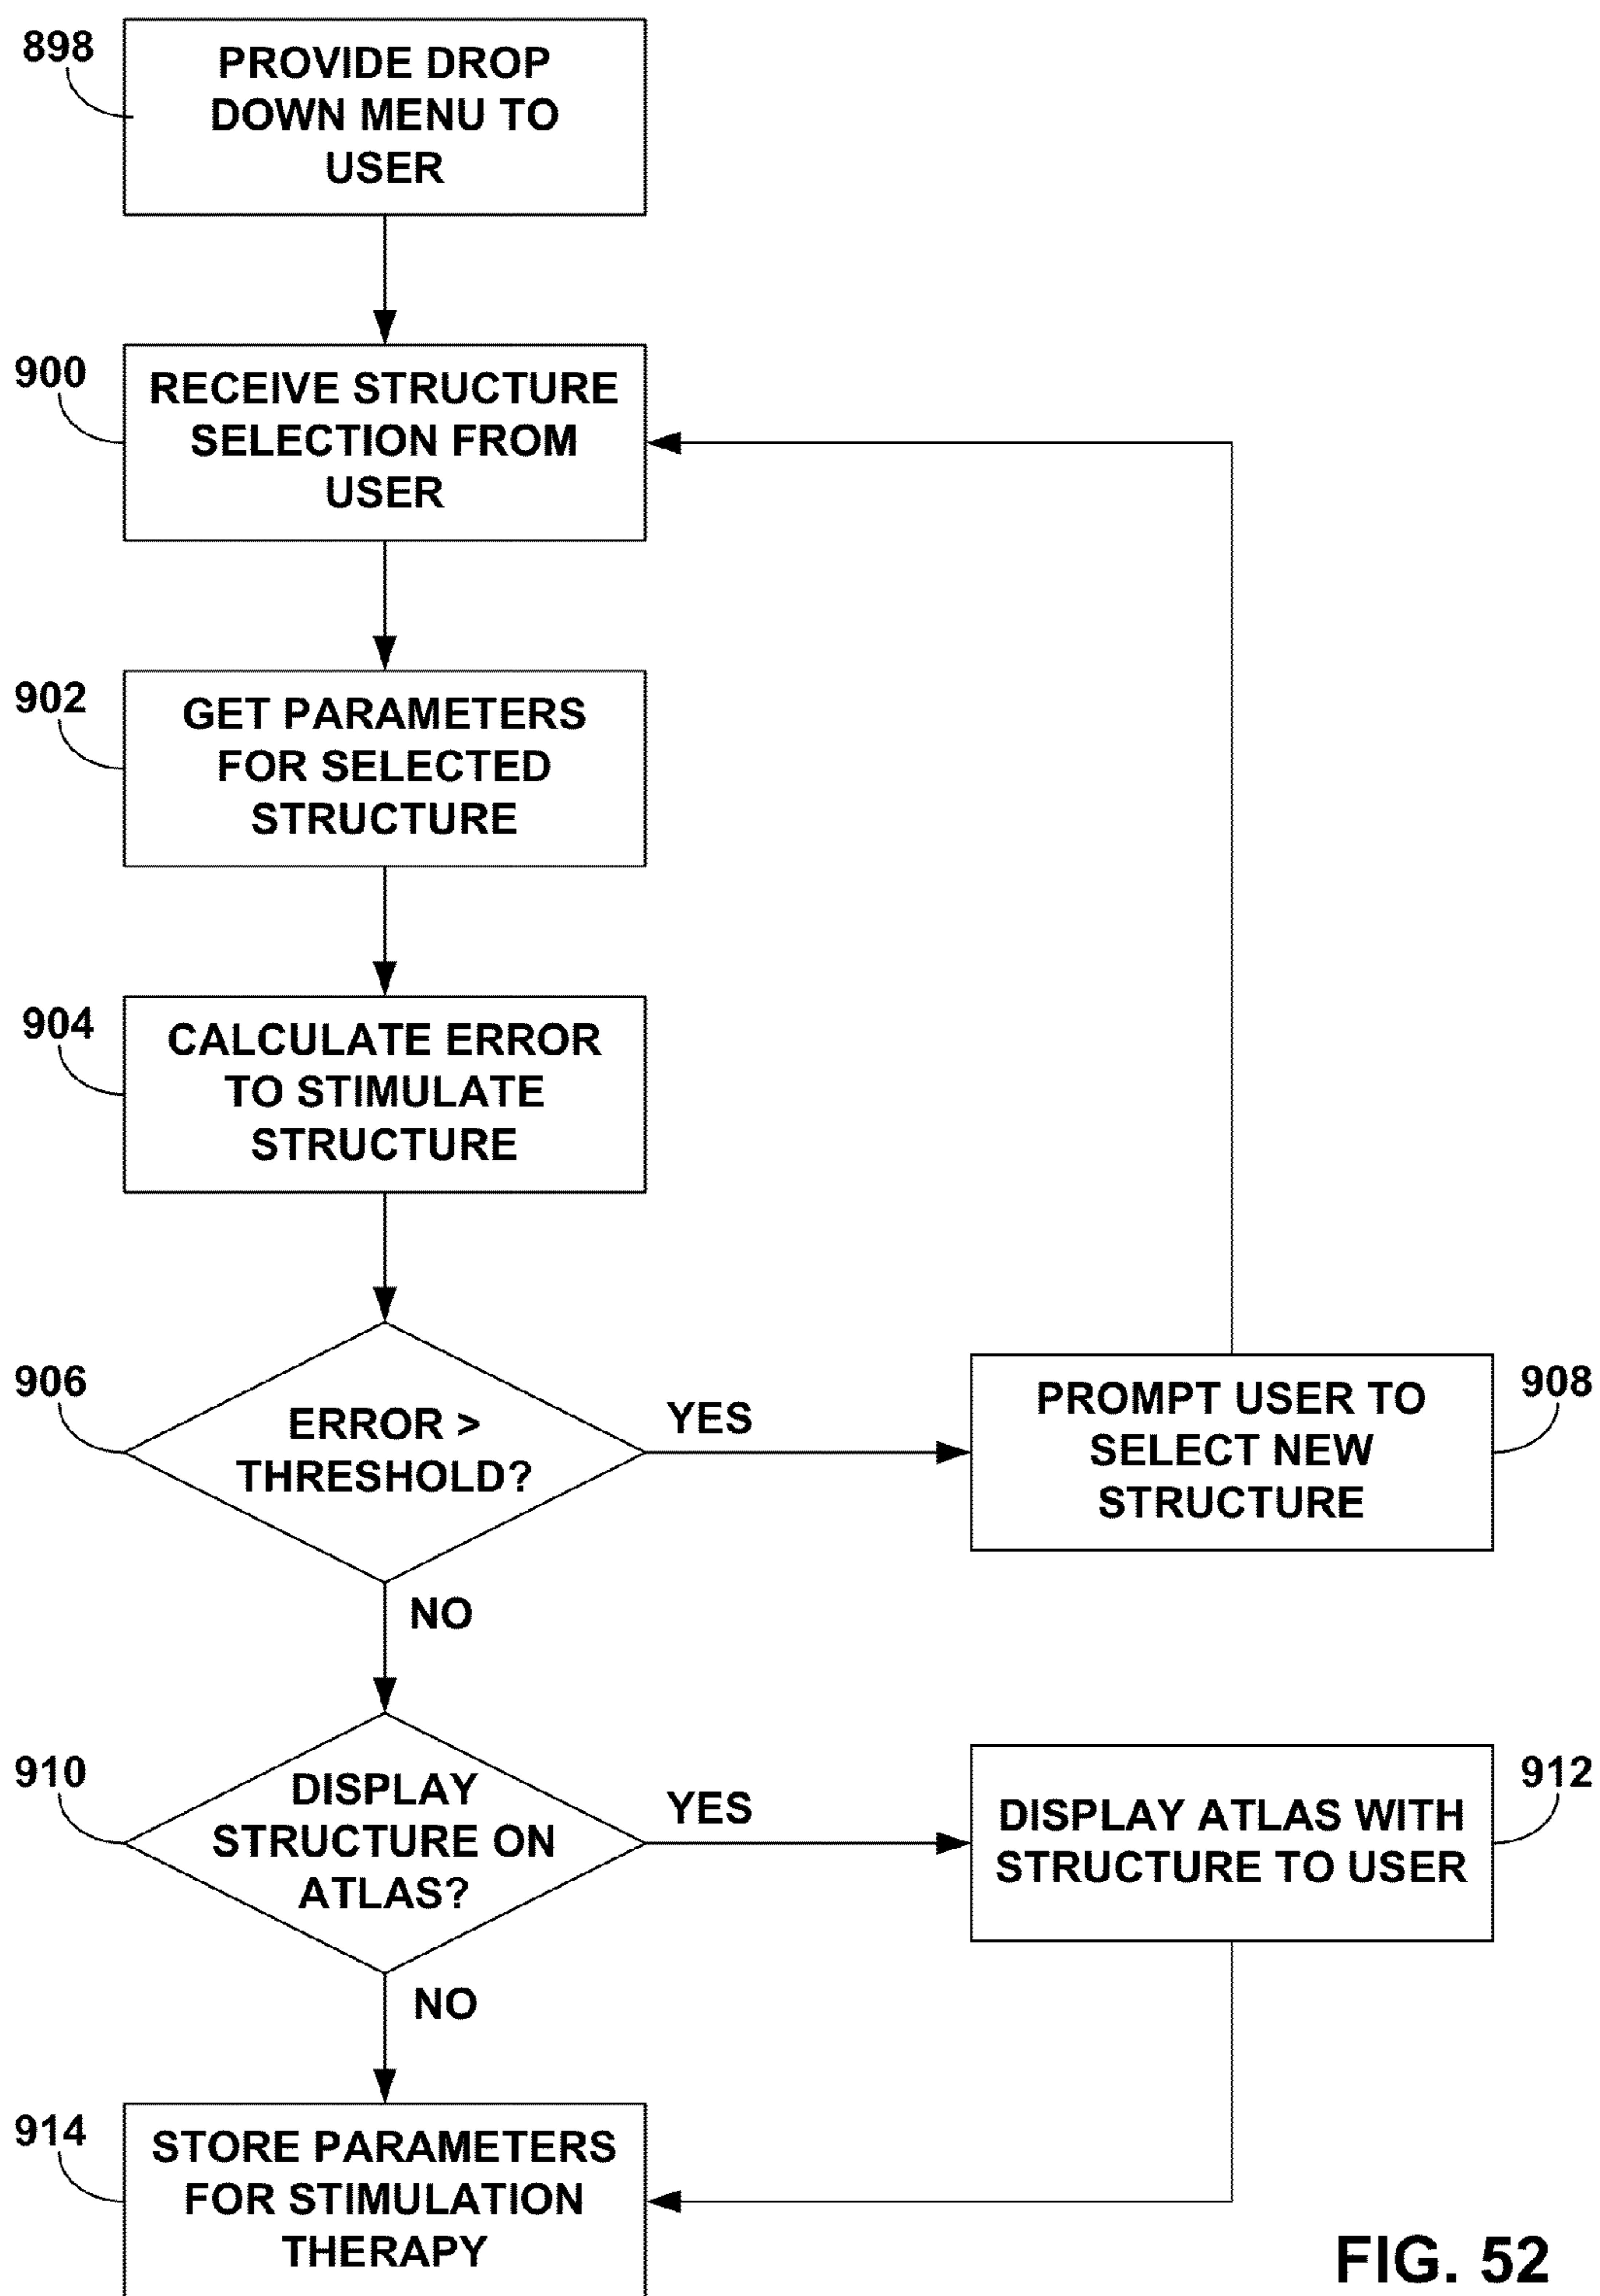 898
PROVIDE DROP
DOWN MENU TO
USER
900
RECEIVE STRUCTURE
SELECTION FROM
USER
902
GET PARAMETERS
FOR SELECTED
STRUCTURE
904
CALCULATE ERROR
TO STIMULATE
STRUCTURE
906
ERROR >
THRESHOLD?
YES
PROMPT USER TO
SELECT NEW
STRUCTURE
908
NO
910
DISPLAY
STRUCTURE ON
ATLAS?
YES
DISPLAY ATLAS WITH
STRUCTURE TO USER
912
NO
914
STORE PARAMETERS
FOR STIMULATION
THERAPY
FIG. 52